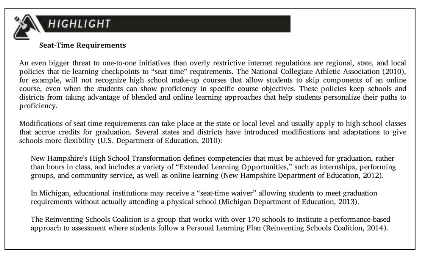 HIGHLIGHT
Seat-Time Requirements
An even bigger threat to one-to-one initiatives than overly restrictive internet regulations are regional, state, and local
policies that tie learning checkpoints to "seat time" requirements. The National Collegiate Athletic Association (2010),
for example, will not recognize high school make-up courses that allow students to skip components of an online
course, even when the students can show proficiency in specific course objectives. These policies keep schools and
districts from taking advantage of blended and online learning approaches that help students personalize their paths to
proficiency.
Modifications of seat-time requirements can take place at the state or local level and usually apply to high school classes
that accrue credits for graduation. Several states and districts have introduced modifications and adaptations to give
schools more flexibility (U.S. Department of Education, 2010):
New Hampshire's High School Transformation defines competencies that must be achieved for graduation, rather
than hours in class, and includes a variety of "Extended Learning Opportunities," such as internships, performing
groups, and community service, as well as online learning (New Hampshire Department of Education, 2012).
In Michigan, educational institutions may receive a "seat-time waiver" allowing students to meet graduation
requirements without actually attending a physical school (Michigan Department of Education, 2013).
The Reinventing Schools Coalition is a group that works with over 170 schools to institute a performance-based
approach to assessment where students follow a Personal Learning Plan (Reinventing Schools Coalition, 2014).